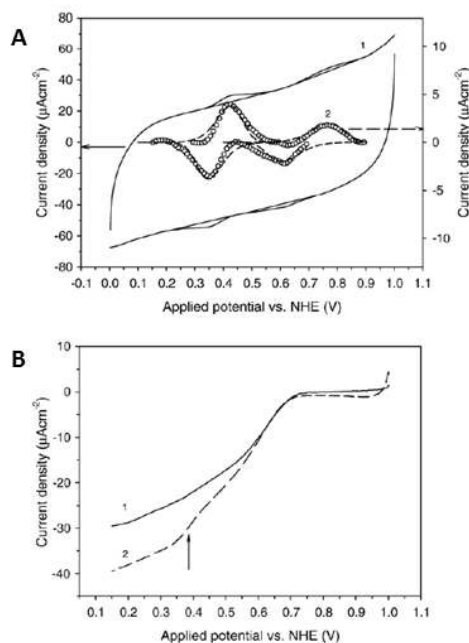 A
80
60
40
20
0
-20
-40
-60
-80
Current density (µAcm⁻²)
1
2
10
5
0
-5
-10
Current density (µAcm⁻²)
-0.1 0.0 0.1 0.2 0.3 0.4 0.5 0.6 0.7 0.8 0.9 1.0 1.1
Applied potential vs. NHE (V)
B
10
0
-10
-20
-30
-40
Current density (µAcm⁻²)
1
2
0.1 0.2 0.3 0.4 0.5 0.6 0.7 0.8 0.9 1.0 1.1
Applied potential vs. NHE (V)